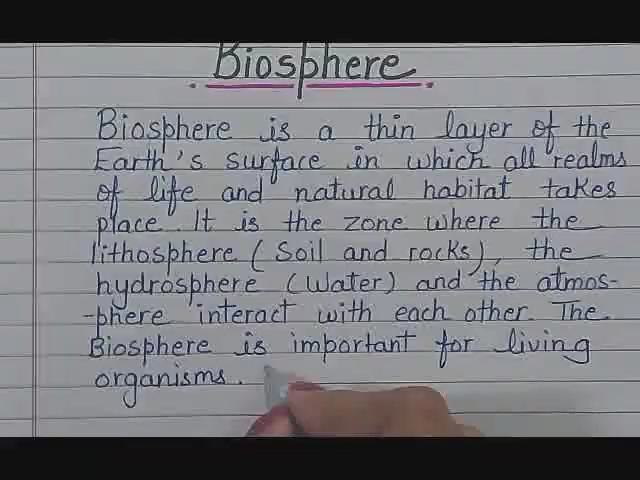 Biosphere
Biosphere is a thin layer of the
Earth's surface in which all realms
of life and natural habitat takes
place. It is the zone where the
lithosphere (Soil and rocks), the
hydrosphere (Water) and the atmos-
-phere interact with each other. The
Biosphere is important for living
organisms.